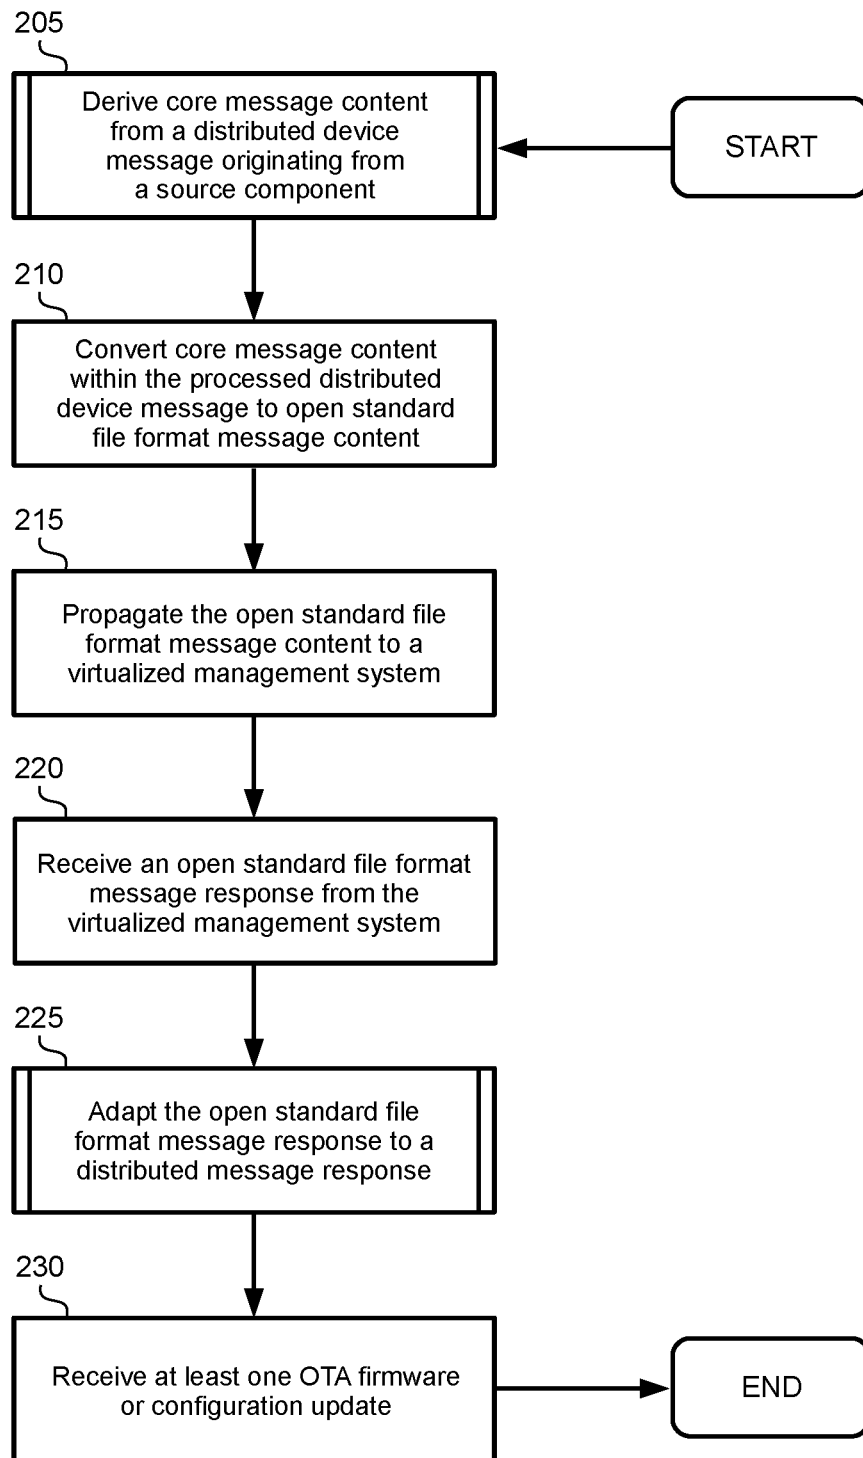 205
Derive core message content
from a distributed device
message originating from
a source component
START
210
Convert core message content
within the processed distributed
device message to open standard
file format message content
215
Propagate the open standard file
format message content to a
virtualized management system
220
Receive an open standard file format
message response from the
virtualized management system
225
Adapt the open standard file
format message response to a
distributed message response
230
Receive at least one OTA firmware
or configuration update
END